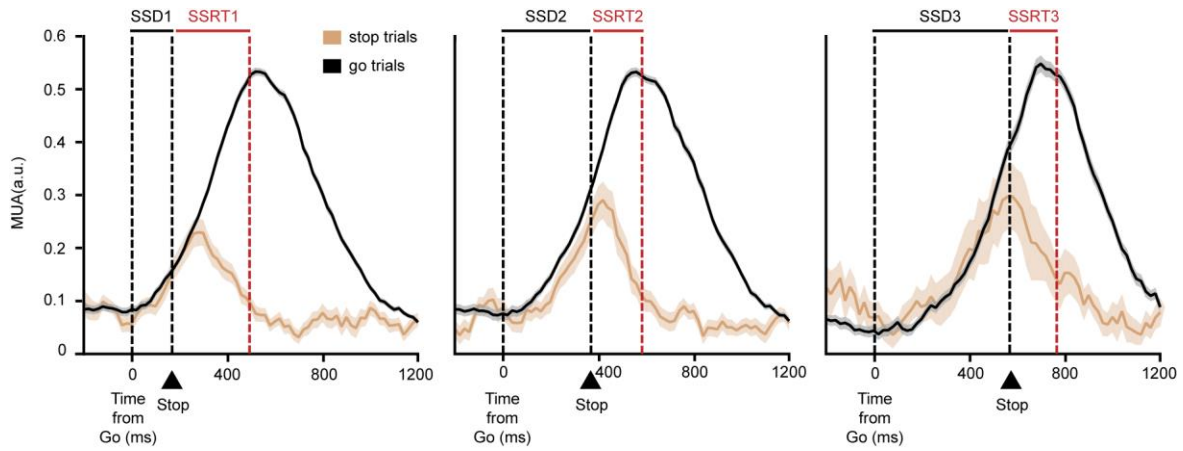 SSD1 SSRT1
SSD2 SSRT2
SSD3 SSRT3
stop trials
go trials
MUA(a.u.)
0.6
0.5
0.4
0.3
0.2
0.1
0
0 400 800 1200
0 400 800 1200
0 400 800 1200
Time
from
Go (ms)
Stop
Time
from
Go (ms)
Stop
Time
from
Go (ms)
Stop